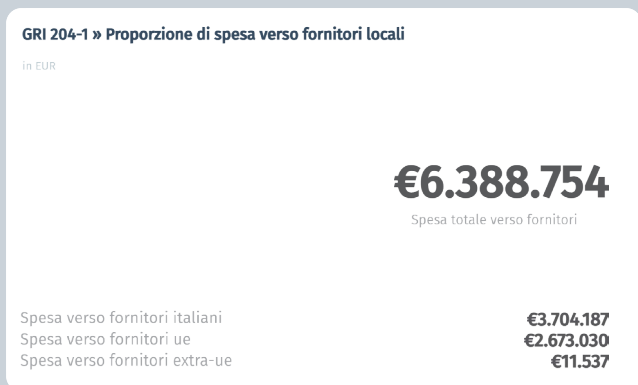 GRI 204-1 » Proporzione di spesa verso fornitori locali
in EUR
€6.388.754
Spesa totale verso fornitori
Spesa verso fornitori italiani €3.704.187
Spesa verso fornitori ue €2.673.030
Spesa verso fornitori extra-ue €11.537